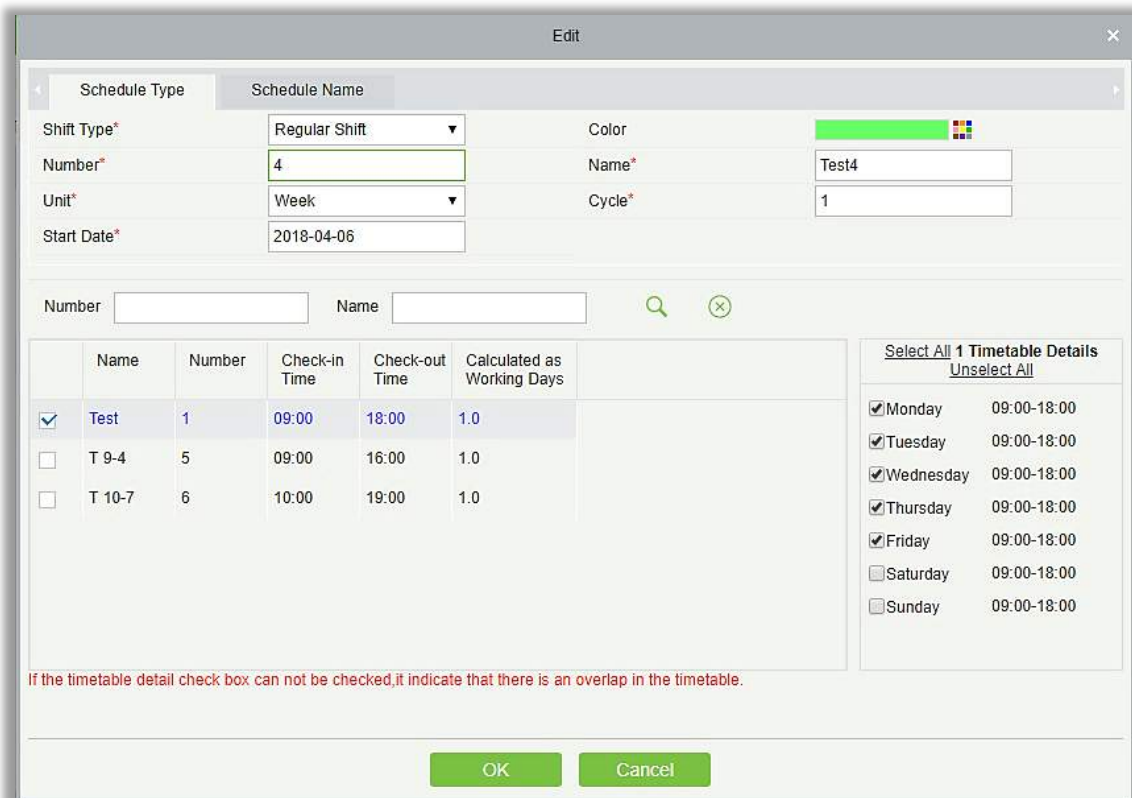 Edit
Schedule Type Schedule Name
Shift Type* Regular Shift Color
Number* 4 Name* Test4
Unit* Week Cycle* 1
Start Date* 2018-04-06
Number Name
Name Number Check-in Time Check-out Time Calculated as Working Days
Test 1 09:00 18:00 1.0
T 9-4 5 09:00 16:00 1.0
T 10-7 6 10:00 19:00 1.0
Select All 1 Timetable Details
Unselect All
Monday 09:00-18:00
Tuesday 09:00-18:00
Wednesday 09:00-18:00
Thursday 09:00-18:00
Friday 09:00-18:00
Saturday 09:00-18:00
Sunday 09:00-18:00
If the timetable detail check box can not be checked,it indicate that there is an overlap in the timetable.
OK Cancel